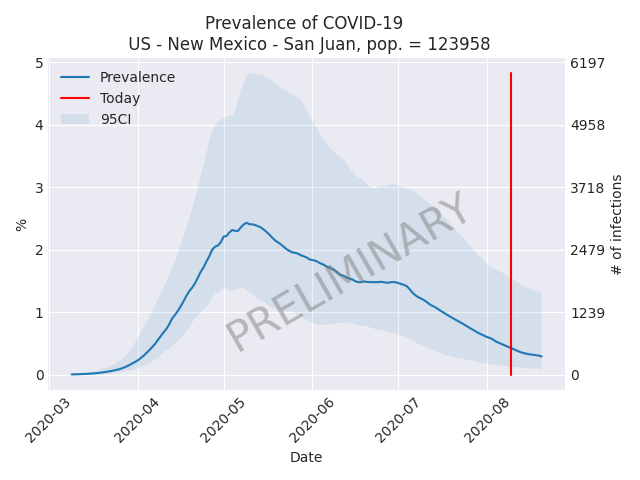 Prevalence of COVID-19
US - New Mexico - San Juan, pop. = 123958
Prevalence
Today
95CI
PRELIMINARY
%
5
4
3
2
1
0
6197
4958
3718
2479
1239
0
# of infections
2020-03
2020-04
2020-05
2020-06
2020-07
2020-08
Date